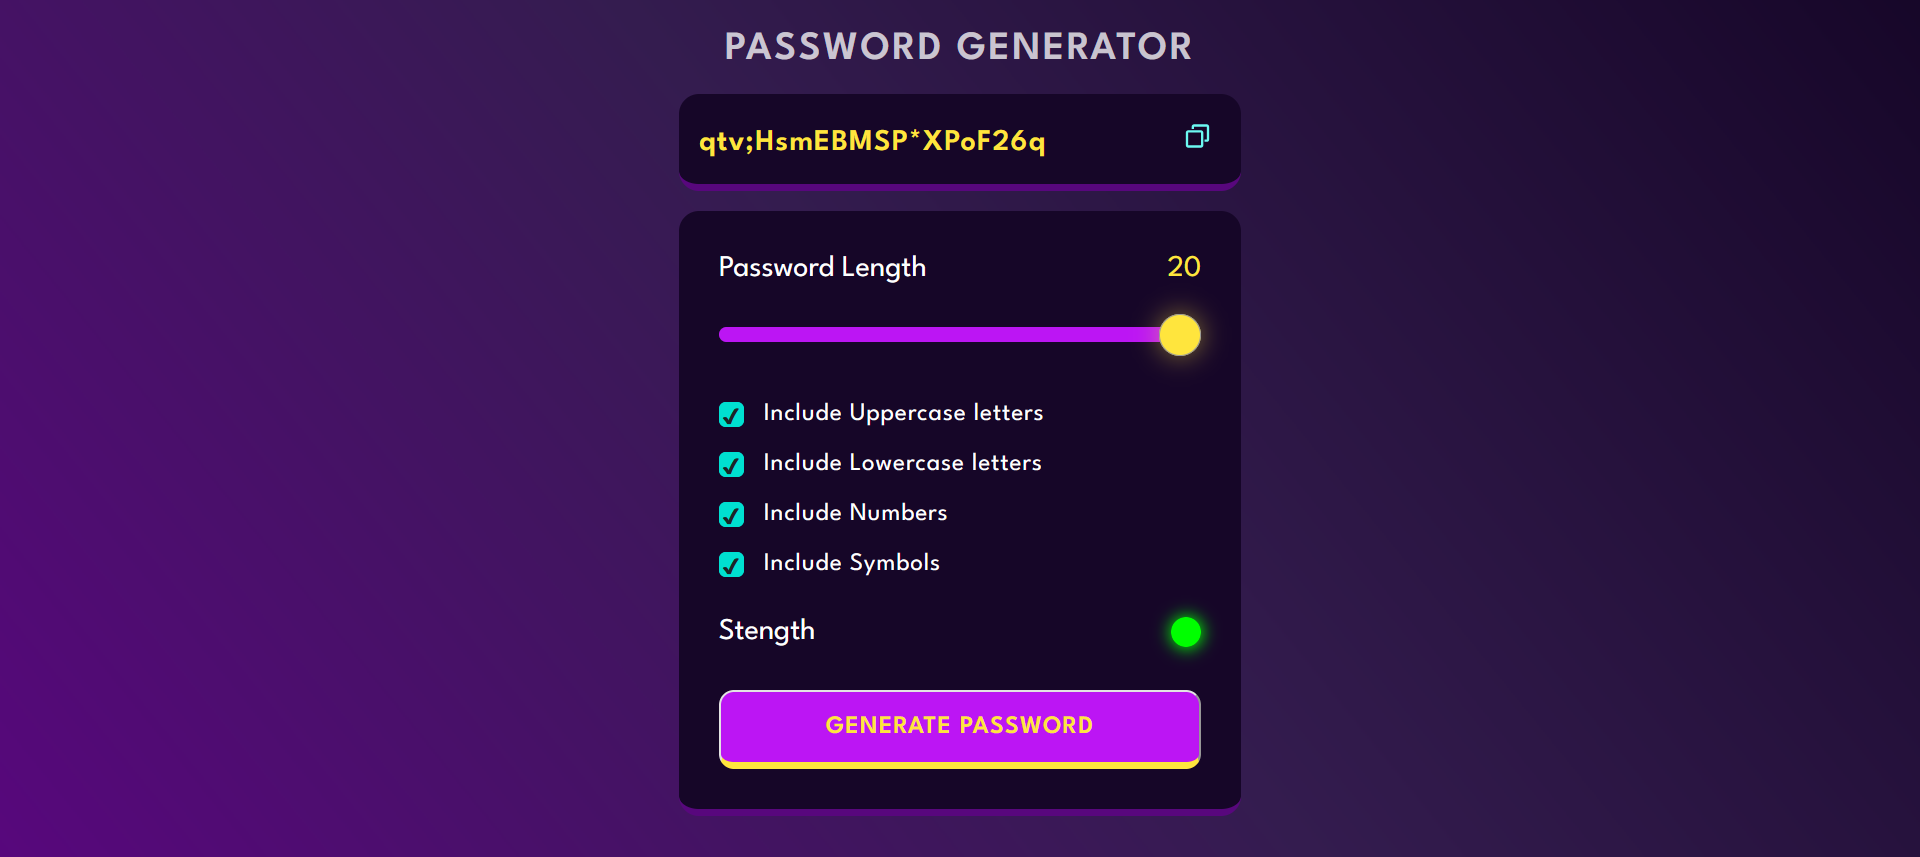 PASSWORD GENERATOR
qtv;HsmEBMSP*XPoF26q
Password Length 20
Include Uppercase letters
Include Lowercase letters
Include Numbers
Include Symbols
Stength
GENERATE PASSWORD